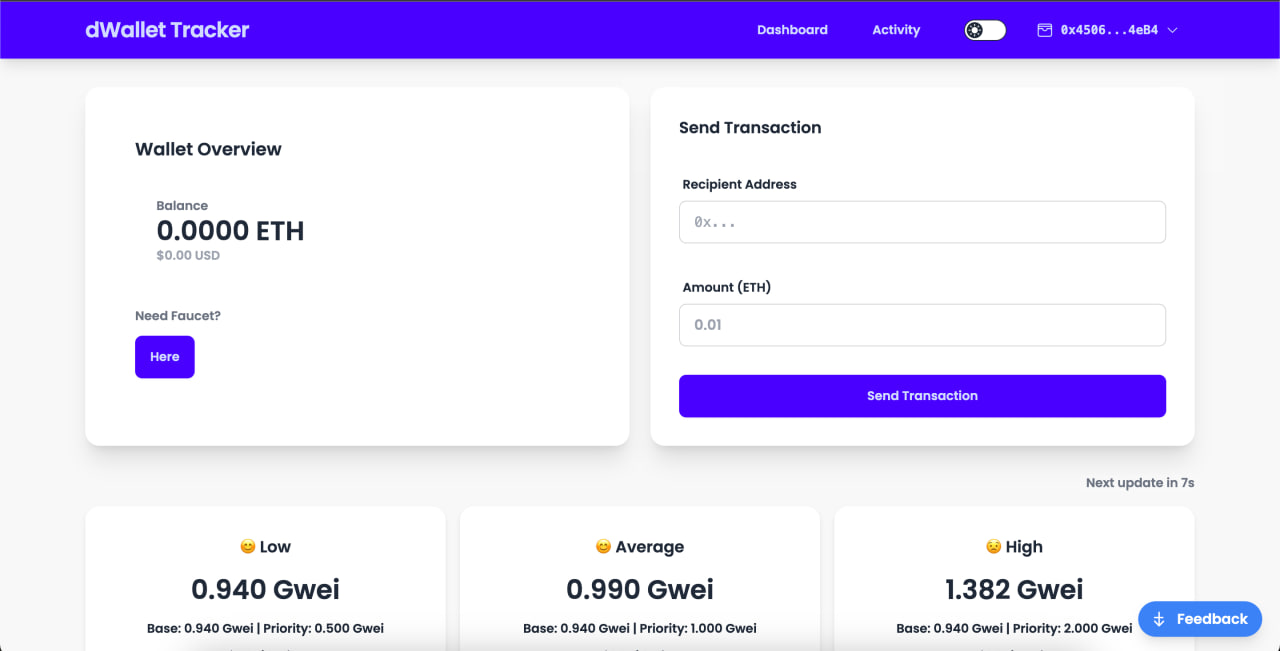 dWallet Tracker
Dashboard
Activity
0x4506...4eB4
Wallet Overview
Balance
0.0000 ETH
$0.00 USD
Need Faucet?
Here
Send Transaction
Recipient Address
0x...
Amount (ETH)
0.01
Send Transaction
Next update in 7s
😊 Low
0.940 Gwei
Base: 0.940 Gwei | Priority: 0.500 Gwei
😊 Average
0.990 Gwei
Base: 0.940 Gwei | Priority: 1.000 Gwei
😟 High
1.382 Gwei
Base: 0.940 Gwei | Priority: 2.000 Gwei
Feedback